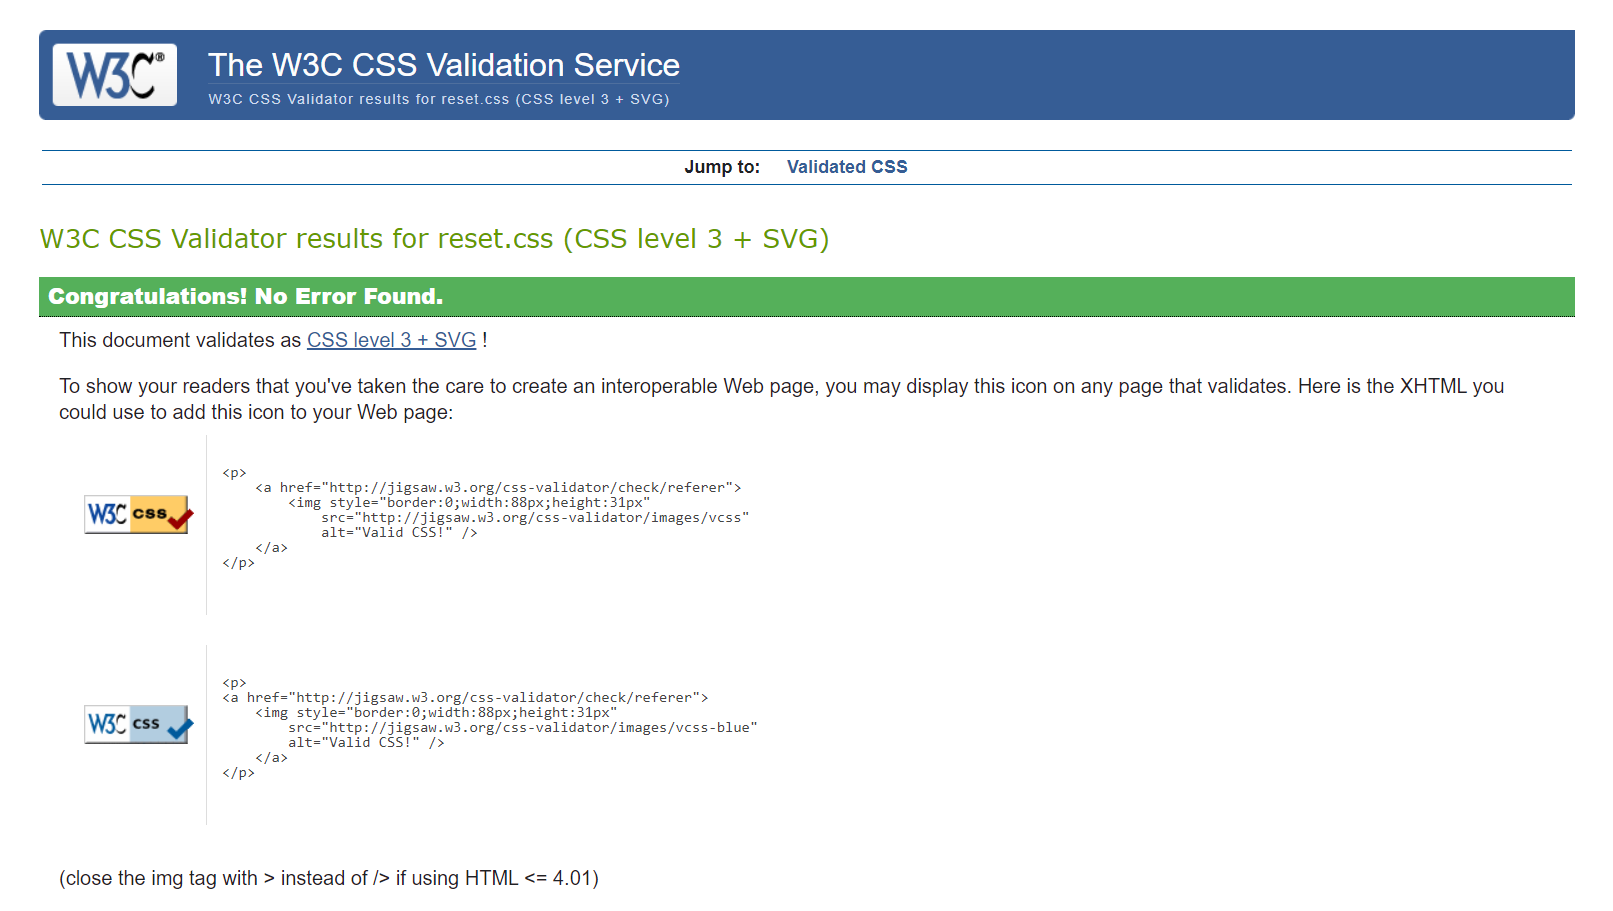 W3C®
The W3C CSS Validation Service
W3C CSS Validator results for reset.css (CSS level 3 + SVG)
Jump to: Validated CSS
W3C CSS Validator results for reset.css (CSS level 3 + SVG)
Congratulations! No Error Found.
This document validates as CSS level 3 + SVG !
To show your readers that you've taken the care to create an interoperable Web page, you may display this icon on any page that validates. Here is the XHTML you
could use to add this icon to your Web page:
W3C css
<p>
    <a href="http://jigsaw.w3.org/css-validator/check/referer">
        <img style="border:0;width:88px;height:31px"
            src="http://jigsaw.w3.org/css-validator/images/vcss"
            alt="Valid CSS!" />
    </a>
</p>
W3C css
<p>
<a href="http://jigsaw.w3.org/css-validator/check/referer">
    <img style="border:0;width:88px;height:31px"
        src="http://jigsaw.w3.org/css-validator/images/vcss-blue"
        alt="Valid CSS!" />
    </a>
</p>
(close the img tag with > instead of /> if using HTML <= 4.01)